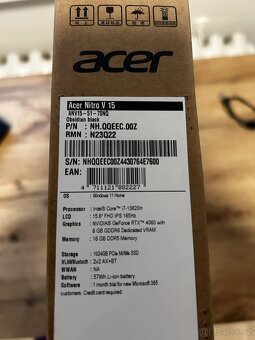 acer
Acer Nitro V 15
ANV15-51-70NQ
Obsidian black
P/N : NH.QQEEC.00Z
RMN : N23Q22
S/N: NHQQEEC00Z4430764E7600
EAN:
4 711121 882227
OS : Windows 11 Home
Processor : Intel® Core™ i7-13620H
LCD : 15.6" FHD IPS 165Hz
Graphics : NVIDIA® GeForce RTX™ 4060 with
8 GB GDDR6 Dedicated VRAM
Memory : 16 GB DDR5 Memory
Storage : 1024GB PCIe NVMe SSD
WLAN/Bluetooth : 2x2 AX+BT
WWAN : NA
Battery : 57Wh Li-ion battery
Software : 1 month trial for new Microsoft 365
customers. Credit card required.